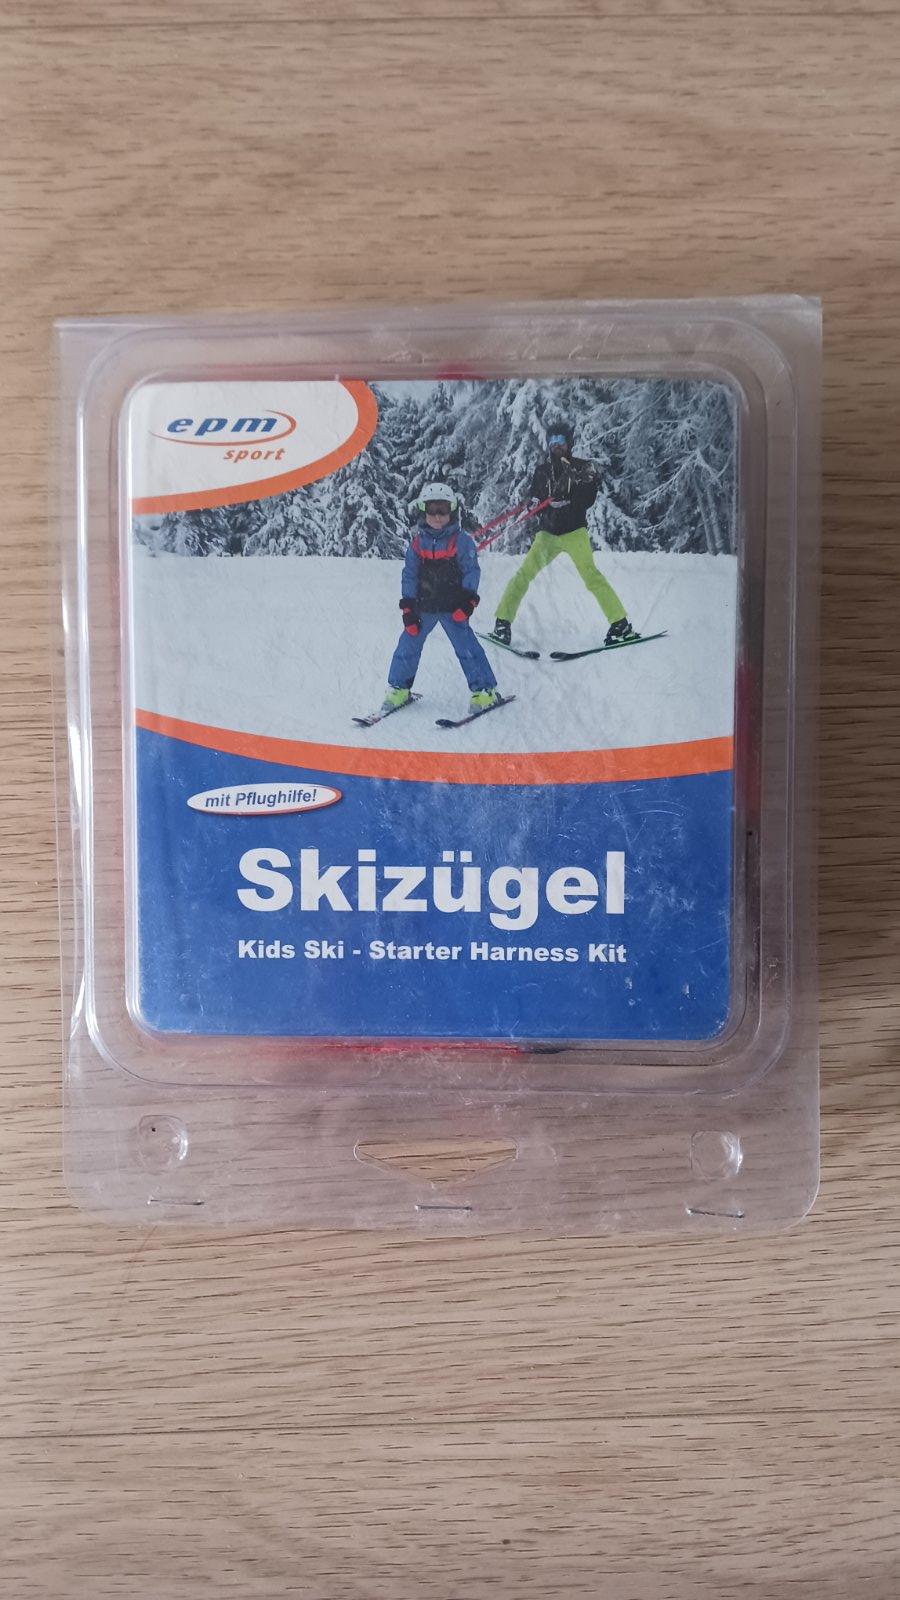 epm
sport
mit Pflughilfe!
Skizügel
Kids Ski - Starter Harness Kit